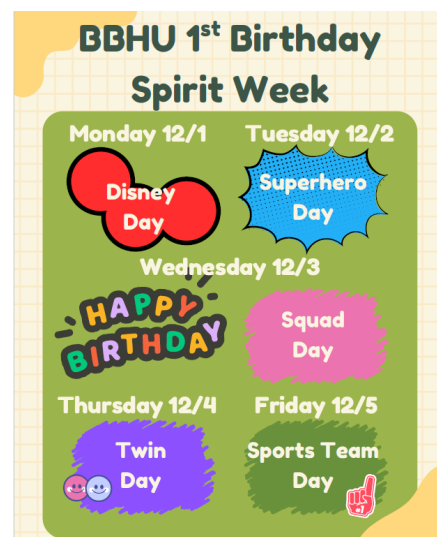 BBHU 1st Birthday
Spirit Week
Monday 12/1
Disney
Day
Tuesday 12/2
Superhero
Day
Wednesday 12/3
HAPPY
BIRTHDAY
Squad
Day
Thursday 12/4
Twin
Day
Friday 12/5
Sports Team
Day
#1